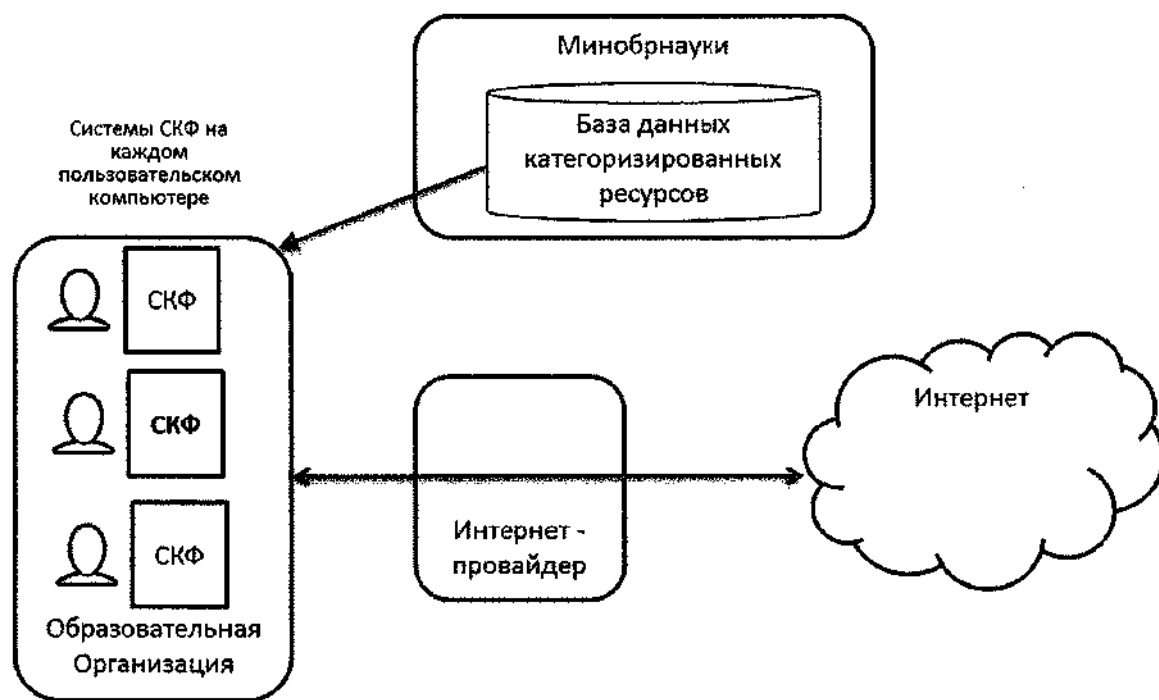 Минобрнауки
База данных
категоризированных
ресурсов
Системы СКФ на
каждом
пользовательском
компьютере
СКФ
СКФ
СКФ
Образовательная
Организация
Интернет -
провайдер
Интернет